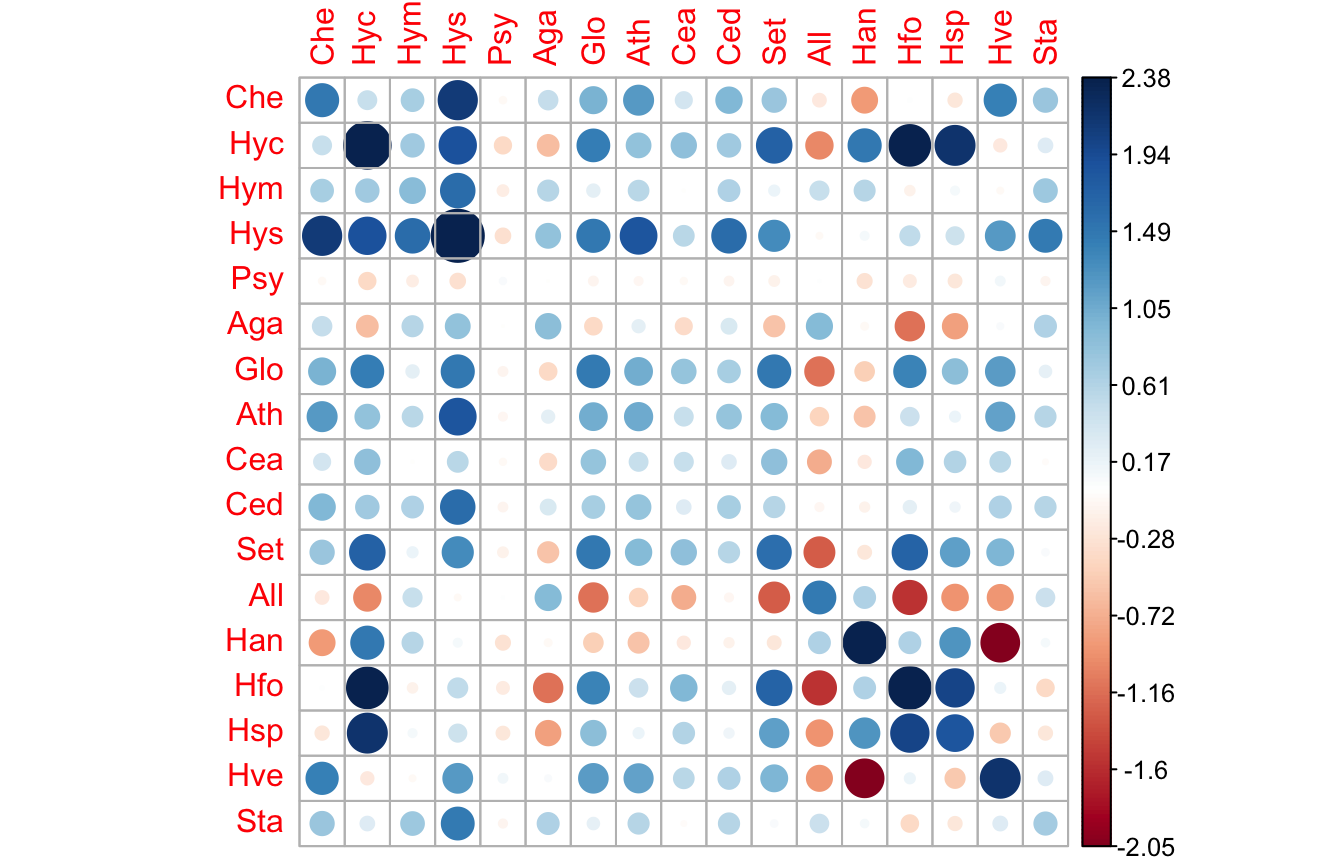 Che Hyc Hym Hys Psy Aga Glo Ath Cea Ced Set All Han Hfo Hsp Hve Sta
Che
Hyc
Hym
Hys
Psy
Aga
Glo
Ath
Cea
Ced
Set
All
Han
Hfo
Hsp
Hve
Sta
2.38
1.94
1.49
1.05
0.61
0.17
-0.28
-0.72
-1.16
-1.6
-2.05